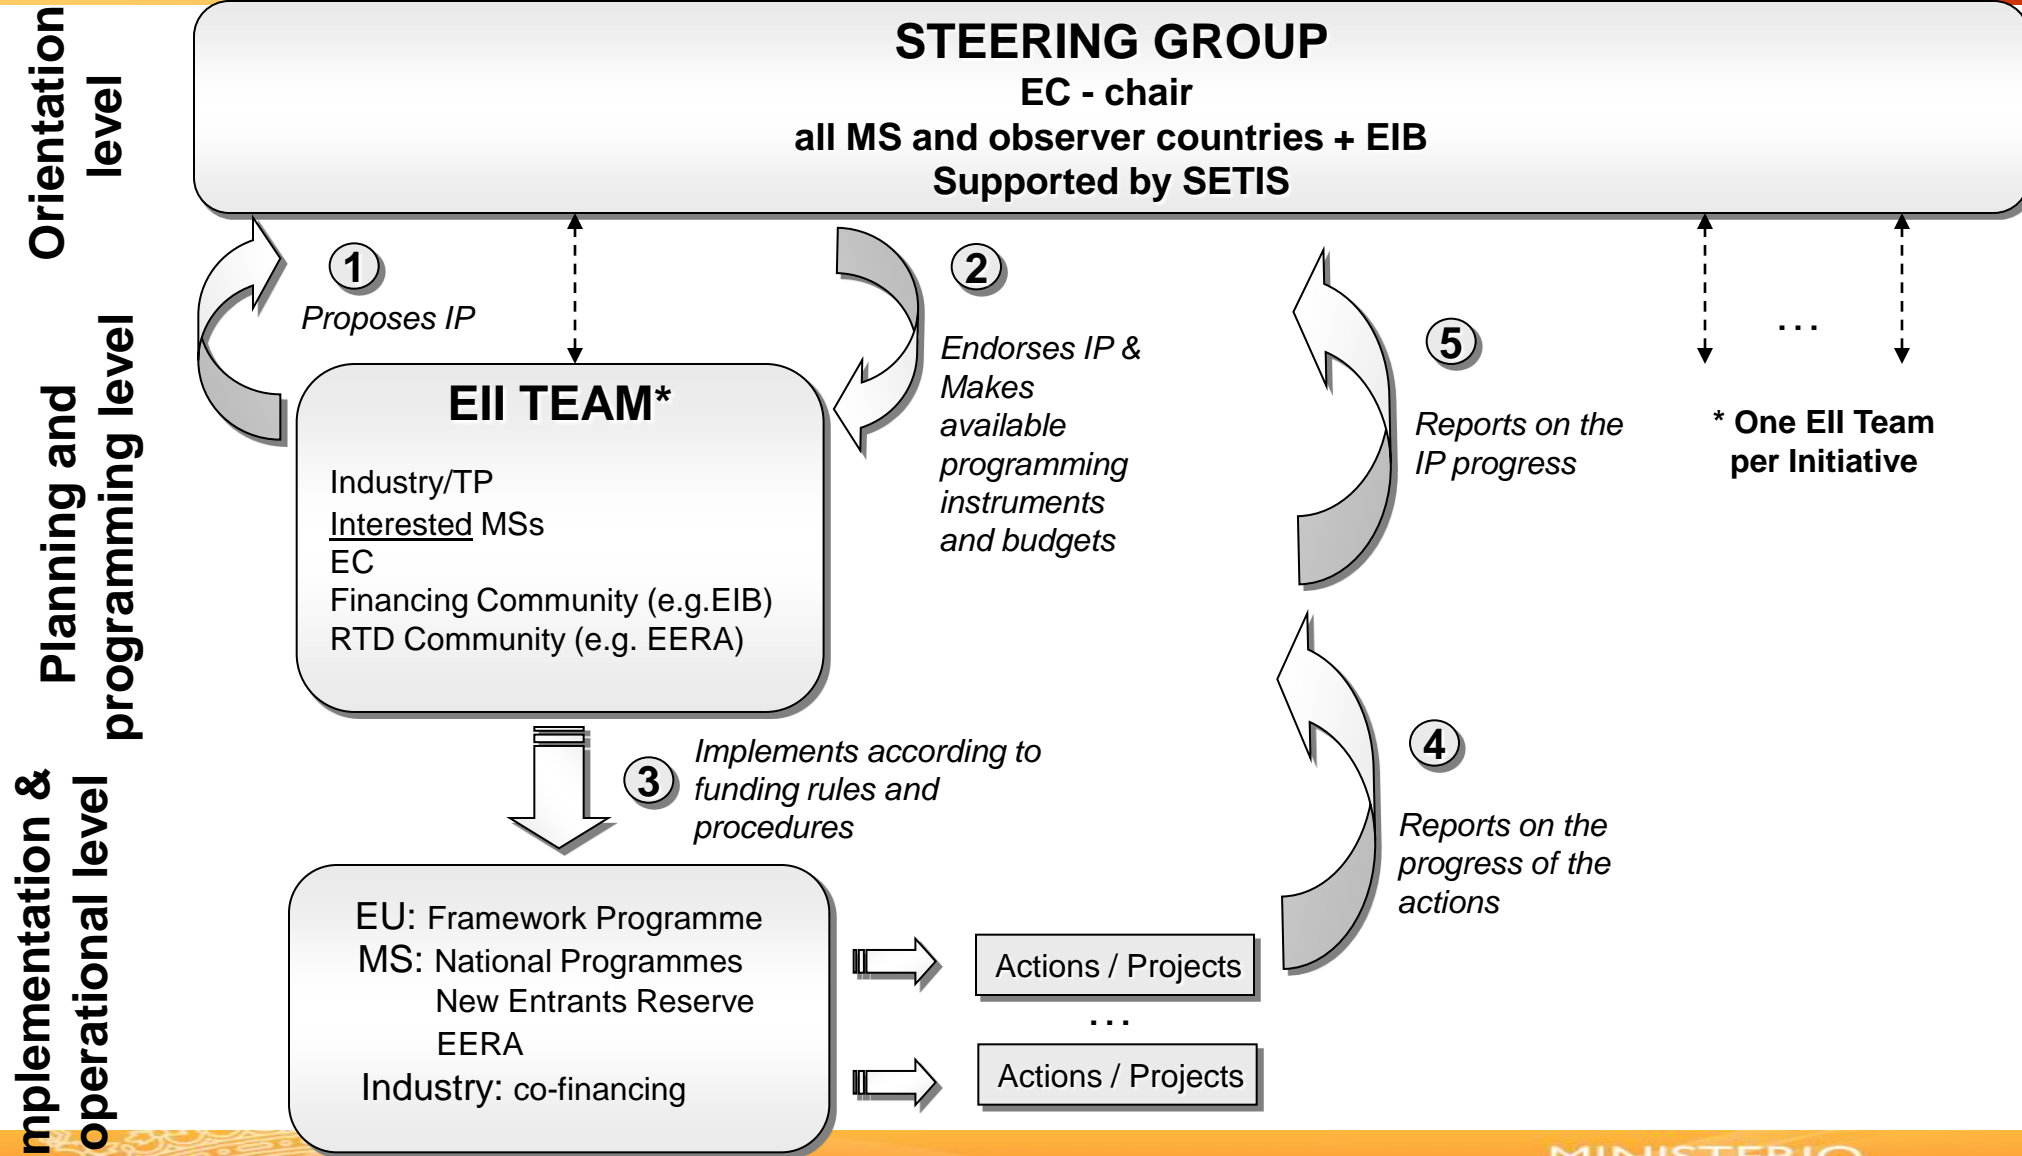 STEERING GROUP
EC - chair
all MS and observer countries + EIB
Supported by SETIS
Orientation
level
1
Proposes IP
2
Endorses IP &
Makes
available
programming
instruments
and budgets
5
Reports on the
IP progress
...
* One EII Team
per Initiative
Planning and
programming level
EII TEAM*
Industry/TP
Interested MSs
EC
Financing Community (e.g.EIB)
RTD Community (e.g. EERA)
3
Implements according to
funding rules and
procedures
4
Reports on the
progress of the
actions
mplementation &
operational level
EU: Framework Programme
MS: National Programmes
New Entrants Reserve
EERA
Industry: co-financing
Actions / Projects
...
Actions / Projects
MINISTERIO